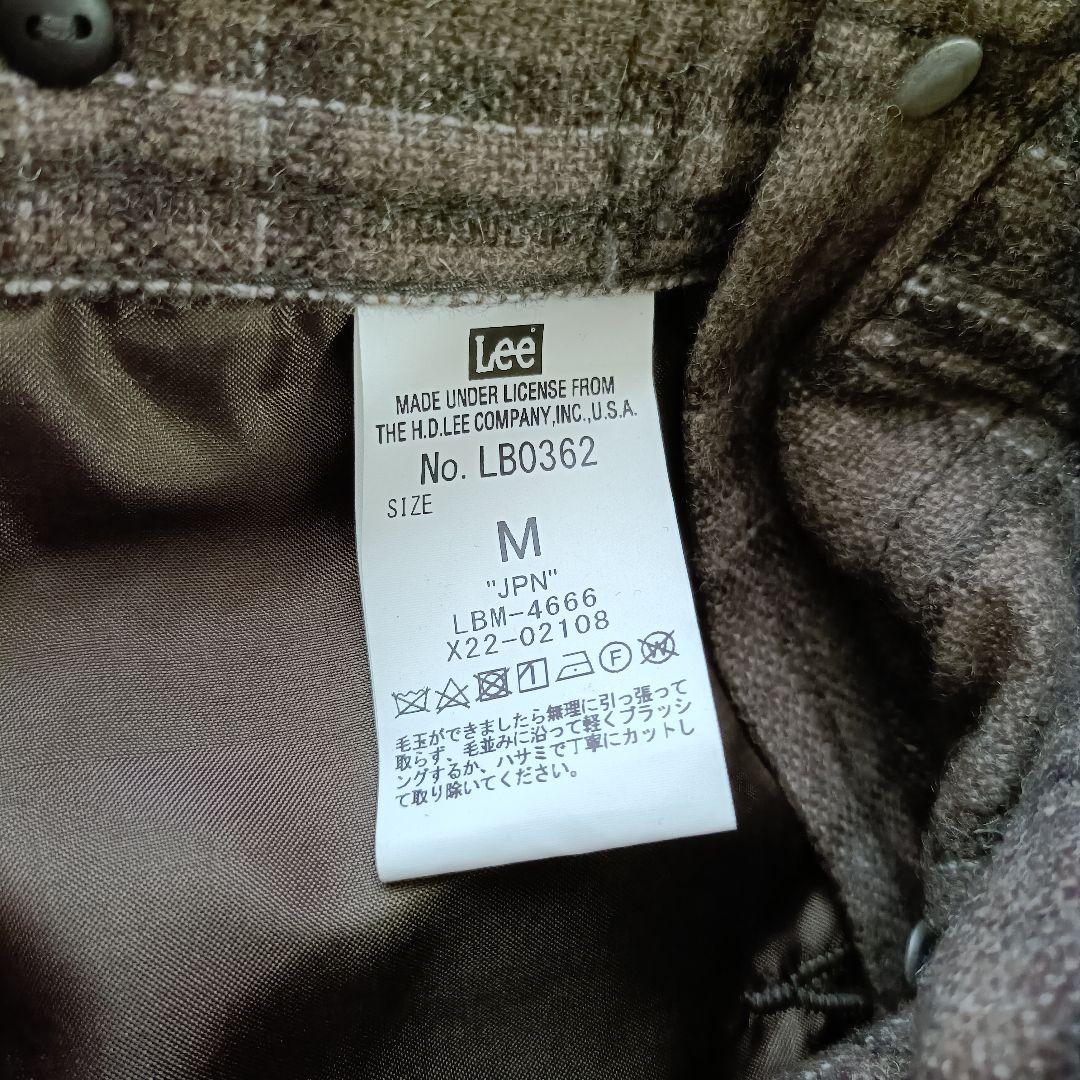 Lee
MADE UNDER LICENSE FROM
THE H.D.LEE COMPANY,INC.,U.S.A.
No. LB0362
SIZE
M
"JPN"
LBM-4666
X22-02108
F W
毛玉ができましたら無理に引っ張って
取らず、毛並みに沿って軽くブラッシ
ングするか、ハサミで丁寧にカットし
て取り除いてください。